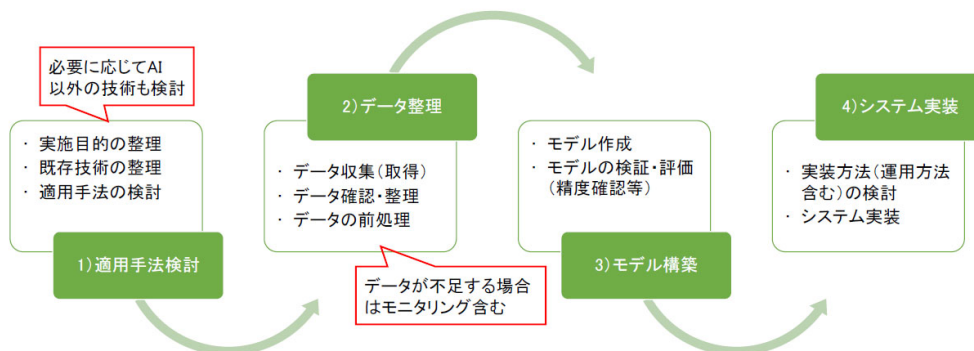 必要に応じてAI
以外の技術も検討
・ 実施目的の整理
・ 既存技術の整理
・ 適用手法の検討
1)適用手法検討
2)データ整理
・ データ収集(取得)
・ データ確認・整理
・ データの前処理
データが不足する場合
はモニタリング含む
・ モデル作成
・ モデルの検証・評価
(精度確認等)
3)モデル構築
4)システム実装
・ 実装方法(運用方法
含む)の検討
・ システム実装